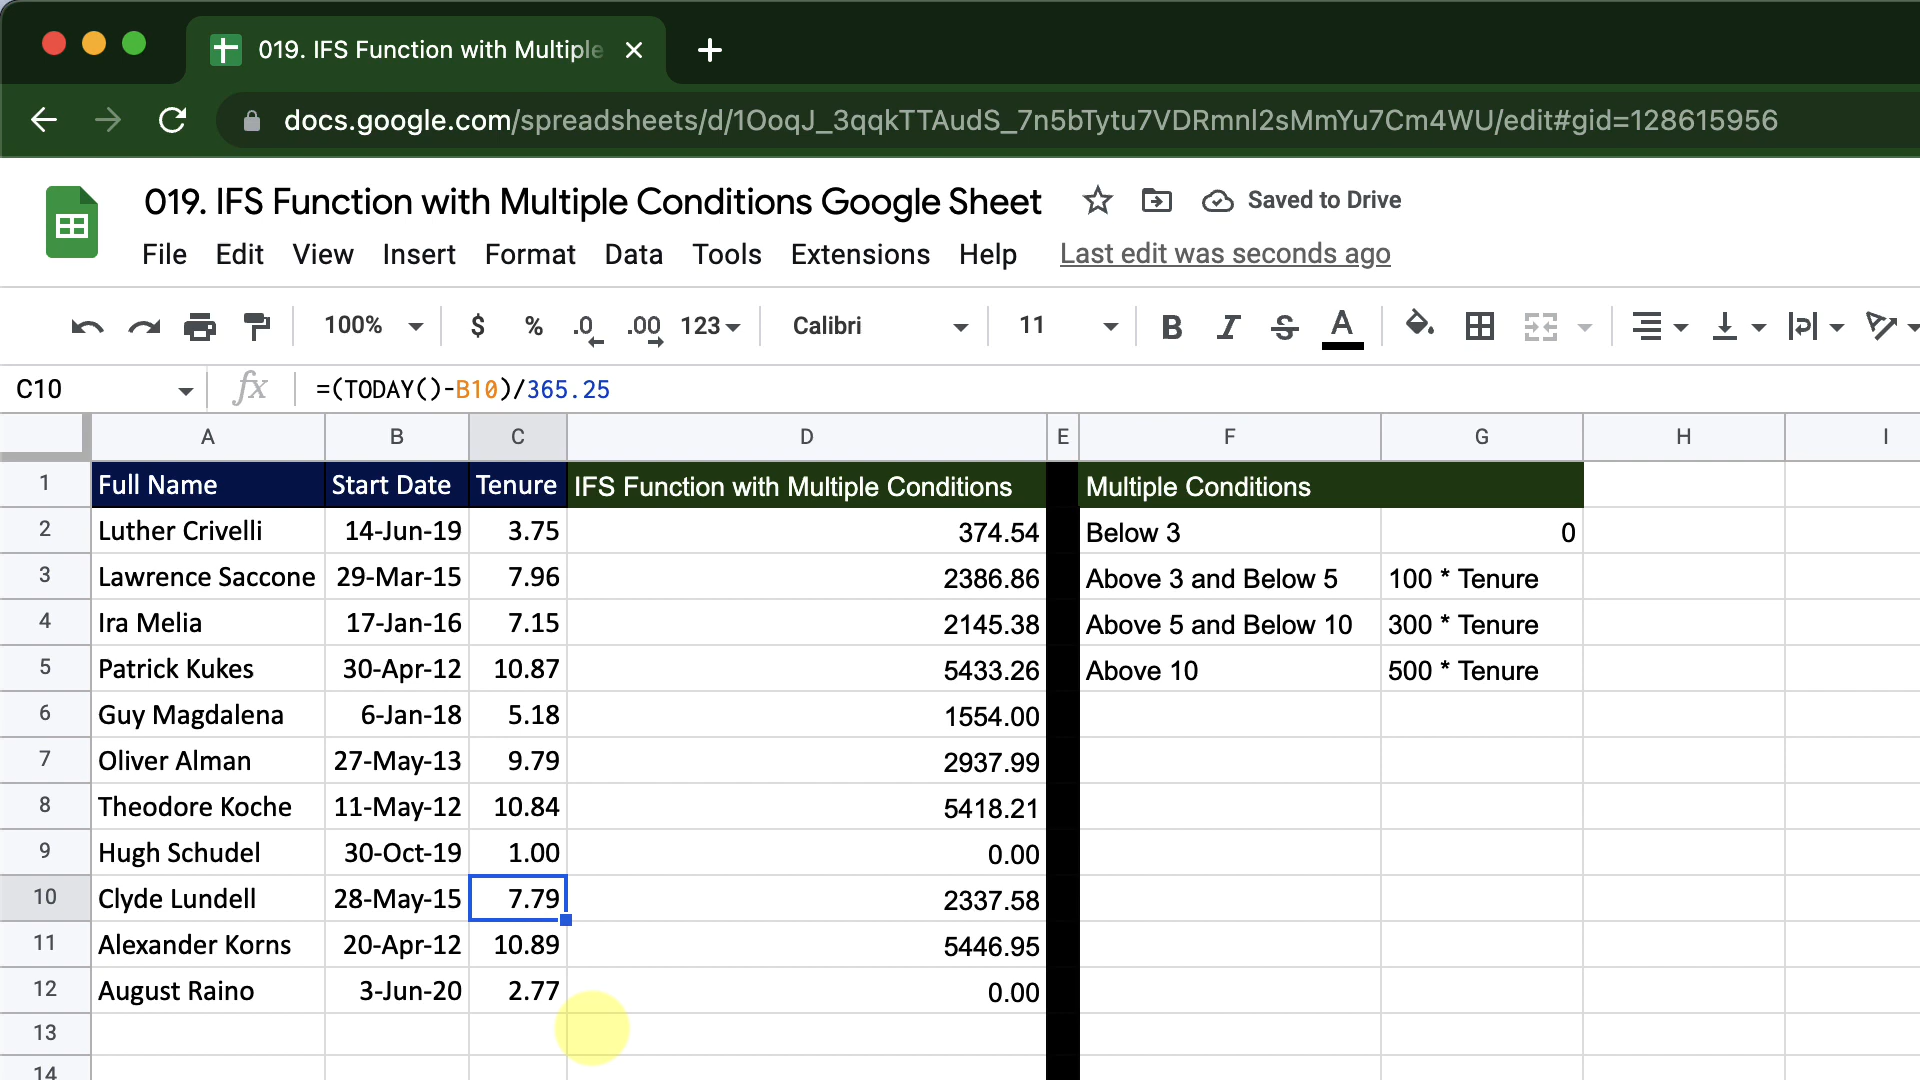 019. IFS Function with Multiple
docs.google.com/spreadsheets/d/1OoqJ_3qqkTTAudS_7n5bTytu7VDRmnI2sMmYu7Cm4WU/edit#gid=128615956
019. IFS Function with Multiple Conditions Google Sheet Saved to Drive
File Edit View Insert Format Data Tools Extensions Help Last edit was seconds ago
100% $ % .0 .00 123 Calibri 11 B I S A
C10 fx =(TODAY()-B10)/365.25
A B C D E F G H I
1 Full Name Start Date Tenure IFS Function with Multiple Conditions Multiple Conditions
2 Luther Crivelli 14-Jun-19 3.75 374.54 Below 3 0
3 Lawrence Saccone 29-Mar-15 7.96 2386.86 Above 3 and Below 5 100 * Tenure
4 Ira Melia 17-Jan-16 7.15 2145.38 Above 5 and Below 10 300 * Tenure
5 Patrick Kukes 30-Apr-12 10.87 5433.26 Above 10 500 * Tenure
6 Guy Magdalena 6-Jan-18 5.18 1554.00
7 Oliver Alman 27-May-13 9.79 2937.99
8 Theodore Koche 11-May-12 10.84 5418.21
9 Hugh Schudel 30-Oct-19 1.00 0.00
10 Clyde Lundell 28-May-15 7.79 2337.58
11 Alexander Korns 20-Apr-12 10.89 5446.95
12 August Raino 3-Jun-20 2.77 0.00
13
14